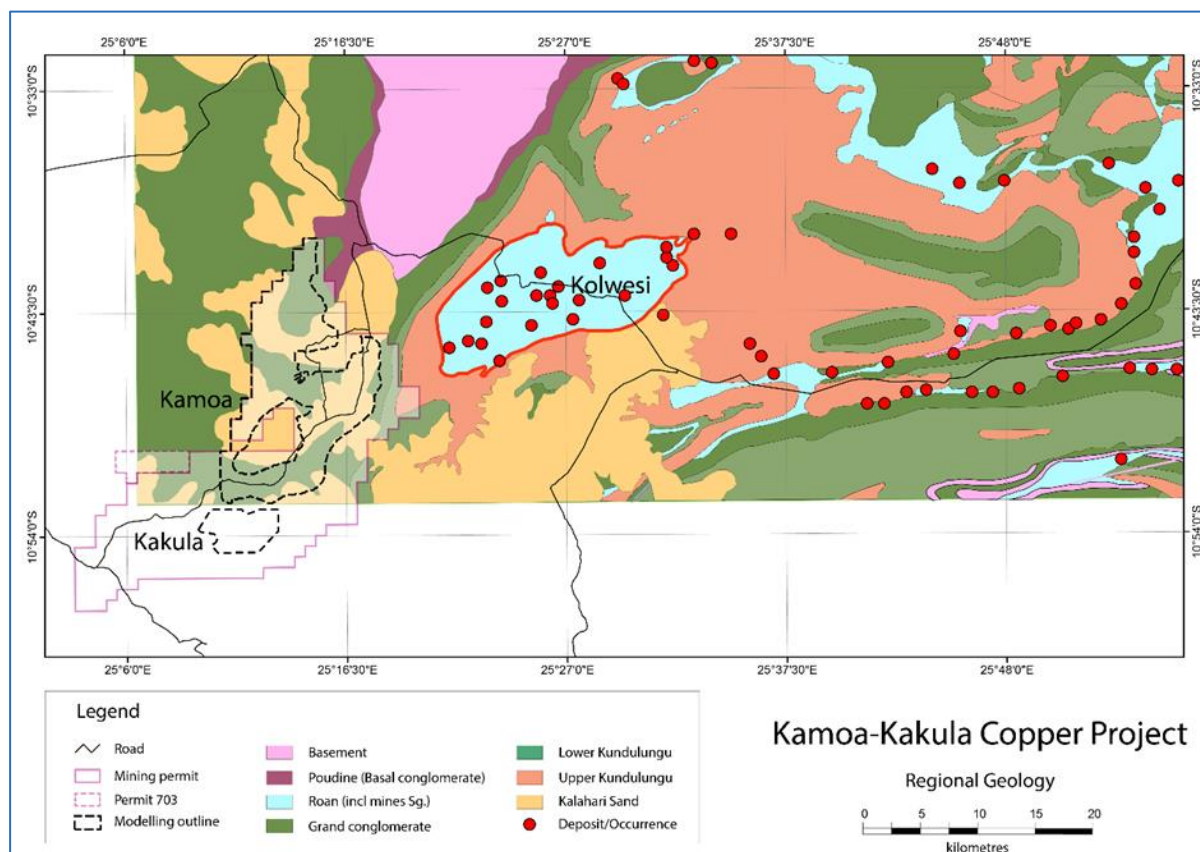 25°6'0"E 25°16'30"E 25°27'0"E 25°37'30"E 25°48'0"E
10°33'0"S 10°33'0"S
Kolwesi
10°43'30"S 10°43'30"S
Kamoa
Kakula
10°54'0"S 10°54'0"S
25°6'0"E 25°16'30"E 25°27'0"E 25°37'30"E 25°48'0"E
Legend
Road
Mining permit
Permit 703
Modelling outline
Basement
Poudine (Basal conglomerate)
Roan (incl mines Sg.)
Grand conglomerate
Lower Kundulungu
Upper Kundulungu
Kalahari Sand
Deposit/Occurrence
Kamoa-Kakula Copper Project
Regional Geology
0 5 10 15 20
kilometres